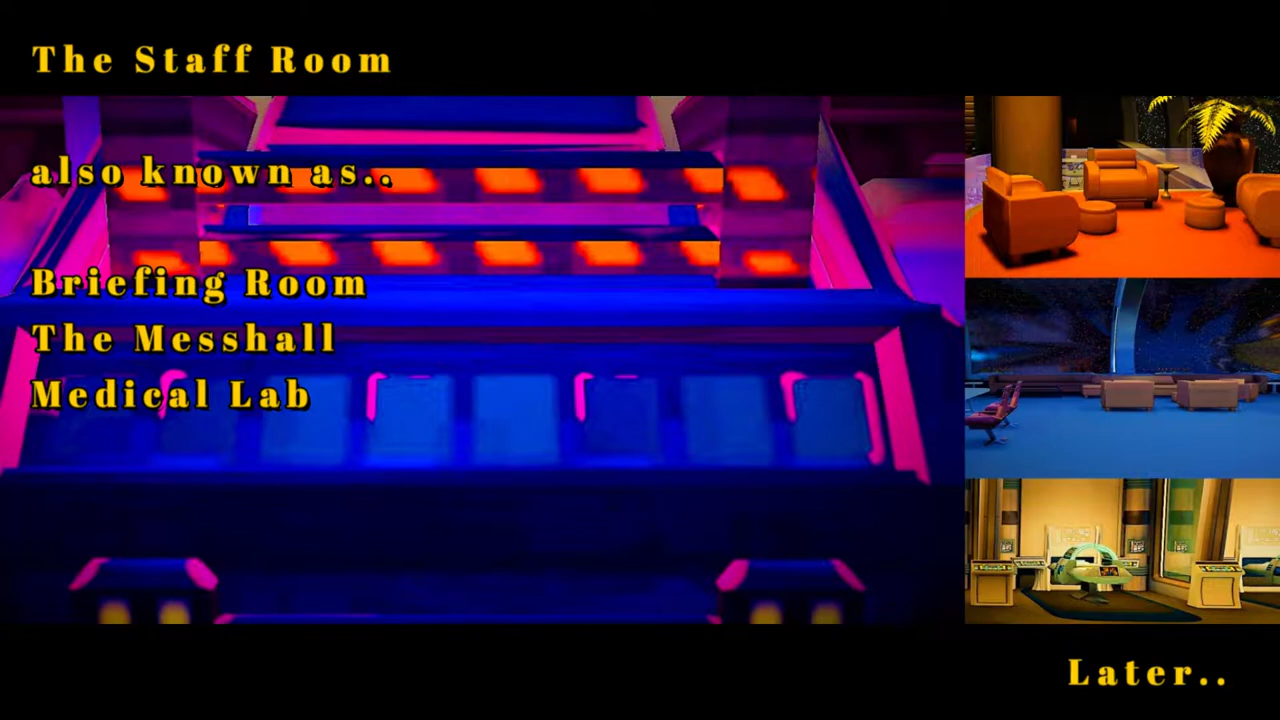 The Staff Room
also known as..
Briefing Room
The Messhall
Medical Lab
Later..